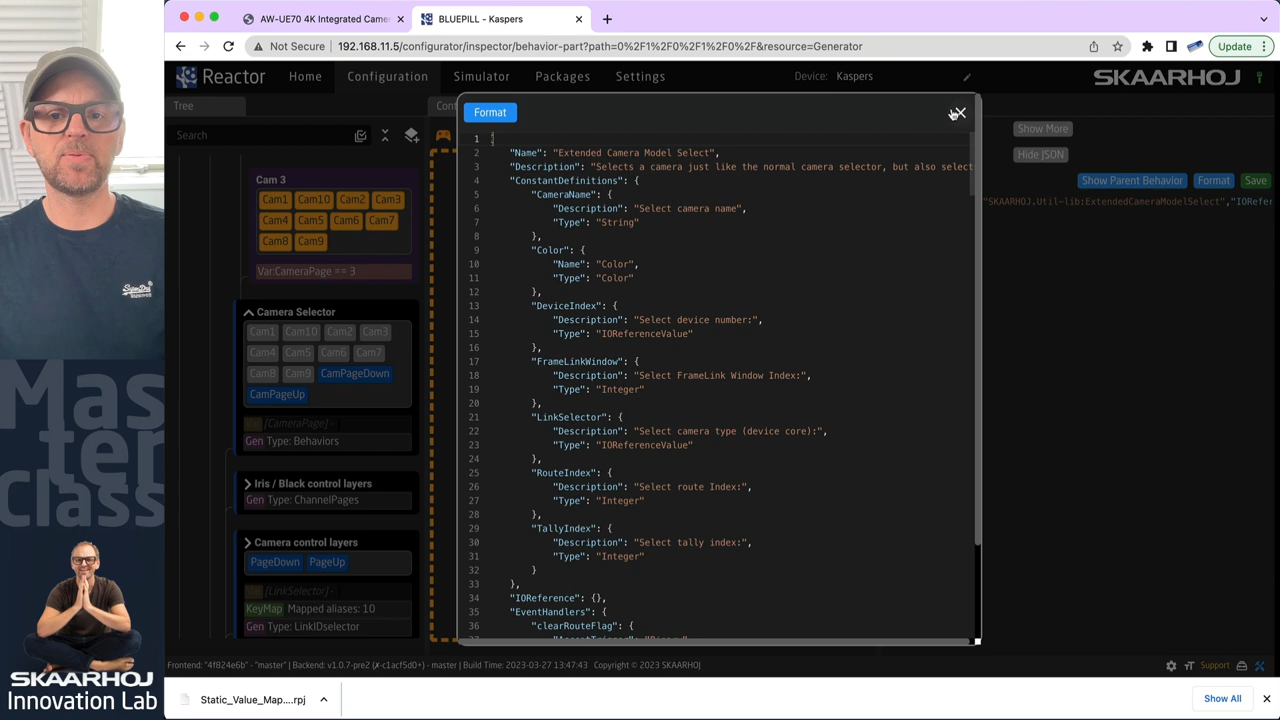 AW-UE70 4K Integrated Came
BLUEPILL - Kaspers
Not Secure
192.168.11.5/configurator/inspector/behavior-part?path=0%2F1%2F0%2F1%2F0%2F&resource=Generator
Update
Reactor
Home
Configuration
Simulator
Packages
Settings
Device: Kaspers
SKAARHOJ
Tree
Search
Cam 3
Cam1 Cam10 Cam2 Cam3
Cam4 Cam5 Cam6 Cam7
Cam8 Cam9
Var:CameraPage == 3
Camera Selector
Cam1 Cam10 Cam2 Cam3
Cam4 Cam5 Cam6 Cam7
Cam8 Cam9 CamPageDown
CamPageUp
Var [CameraPage]
Gen Type: Behaviors
Iris / Black control layers
Gen Type: ChannelPages
Camera control layers
PageDown PageUp
Var [LinkSelector]
KeyMap Mapped aliases: 10
Gen Type: LinkIDselector
Con
Format
1 {
2 "Name": "Extended Camera Model Select",
3 "Description": "Selects a camera just like the normal camera selector, but also select
4 "ConstantDefinitions": {
5 "CameraName": {
6 "Description": "Select camera name",
7 "Type": "String"
8 },
9 "Color": {
10 "Name": "Color",
11 "Type": "Color"
12 },
13 "DeviceIndex": {
14 "Description": "Select device number:",
15 "Type": "IOReferenceValue"
16 },
17 "FrameLinkWindow": {
18 "Description": "Select FrameLink Window Index:",
19 "Type": "Integer"
20 },
21 "LinkSelector": {
22 "Description": "Select camera type (device core):",
23 "Type": "IOReferenceValue"
24 },
25 "RouteIndex": {
26 "Description": "Select route Index:",
27 "Type": "Integer"
28 },
29 "TallyIndex": {
30 "Description": "Select tally index:",
31 "Type": "Integer"
32 }
33 },
34 "IOReference": {},
35 "EventHandlers": {
36 "clearRouteFlag": {
37 "AcceptTrigger": "Binary"
Show More
Hide JSON
Show Parent Behavior Format Save
"SKAARHOJ.Util-lib:ExtendedCameraModelSelect","IORefer
Frontend: "4f824e6b" - "master" | Backend: v1.0.7-pre2 (X-c1acf5d0+) - master | Build Time: 2023-03-27 13:47:43 Copyright © 2023 SKAARHOJ
Support
Static_Value_Map....rpj
Show All
Superdry
Mas
ter
Class
SKAARHOJ
Innovation Lab